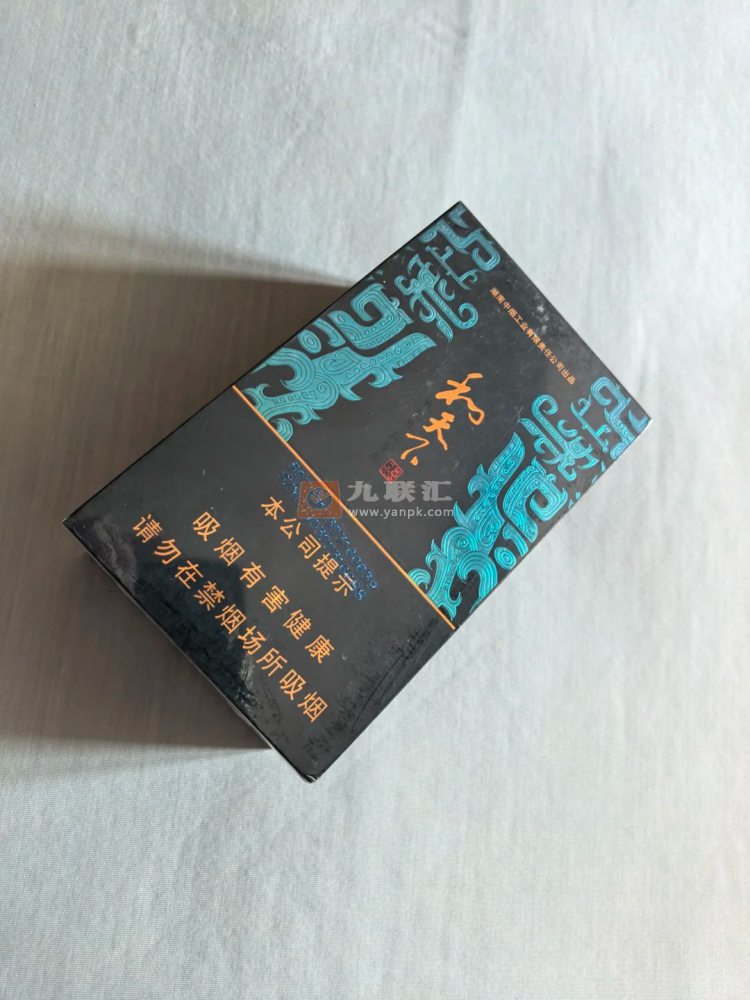 湖南中烟工业有限责任公司出品
和天下
九联汇
www.yanpk.com
本公司提示
吸烟有害健康
请勿在禁烟场所吸烟